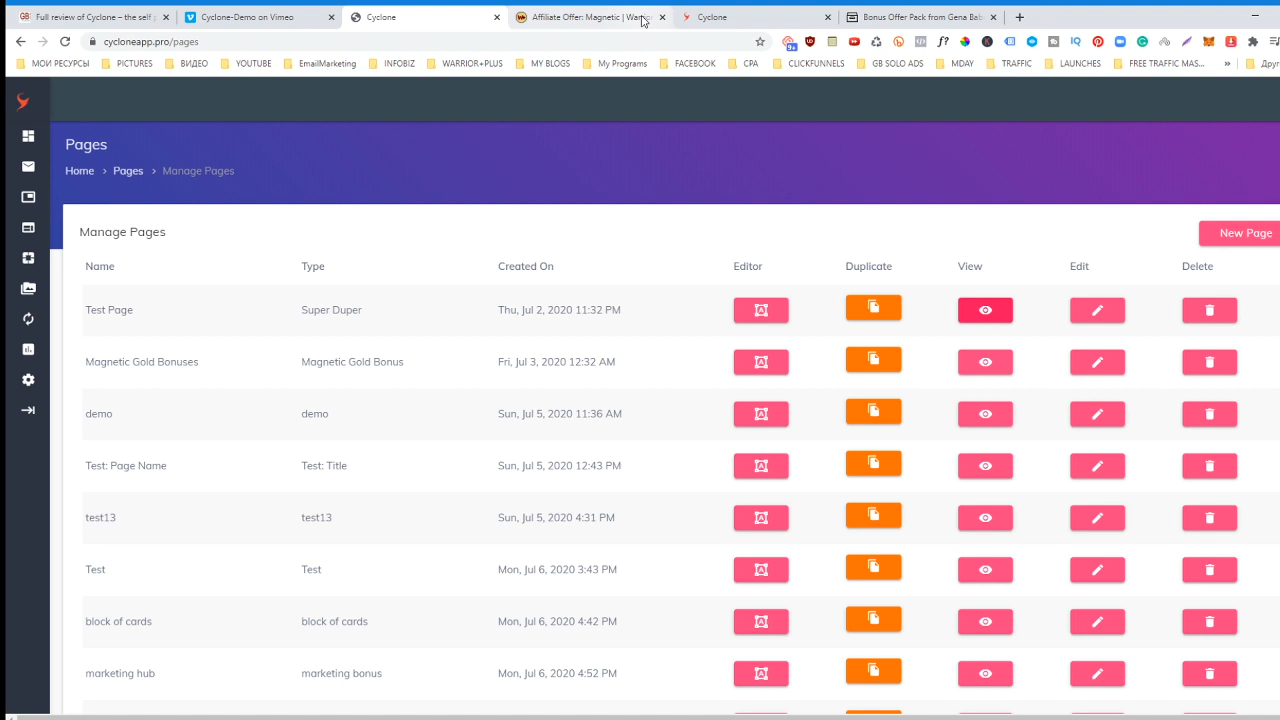 Full review of Cyclone – the self p
Cyclone-Demo on Vimeo
Cyclone
Affiliate Offer: Magnetic | Warri
Cyclone
Bonus Offer Pack from Gena Bab
cycloneapp.pro/pages
МОИ РЕСУРСЫ
PICTURES
ВИДЕО
YOUTUBE
EmailMarketing
INFOBIZ
WARRIOR+PLUS
MY BLOGS
My Programs
FACEBOOK
CPA
CLICKFUNNELS
GB SOLO ADS
MDAY
TRAFFIC
LAUNCHES
FREE TRAFFIC MAS...
»
Друг
Pages
Home > Pages > Manage Pages
Manage Pages
New Page
Name Type Created On Editor Duplicate View Edit Delete
Test Page Super Duper Thu, Jul 2, 2020 11:32 PM
Magnetic Gold Bonuses Magnetic Gold Bonus Fri, Jul 3, 2020 12:32 AM
demo demo Sun, Jul 5, 2020 11:36 AM
Test: Page Name Test: Title Sun, Jul 5, 2020 12:43 PM
test13 test13 Sun, Jul 5, 2020 4:31 PM
Test Test Mon, Jul 6, 2020 3:43 PM
block of cards block of cards Mon, Jul 6, 2020 4:42 PM
marketing hub marketing bonus Mon, Jul 6, 2020 4:52 PM